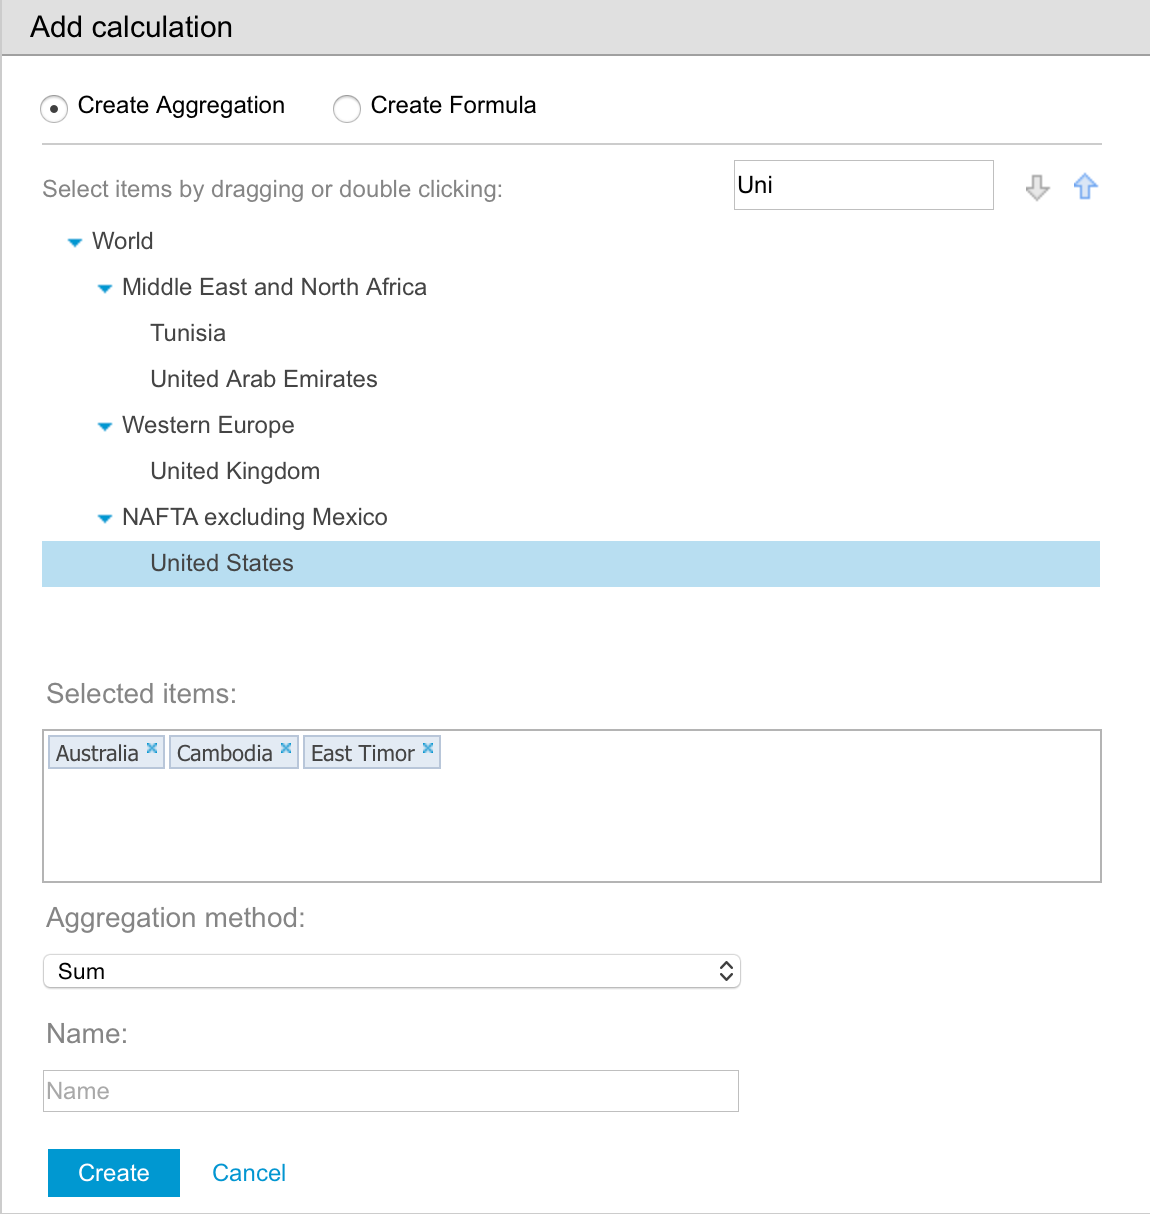 Add calculation
Create Aggregation Create Formula
Select items by dragging or double clicking: Uni
World
Middle East and North Africa
Tunisia
United Arab Emirates
Western Europe
United Kingdom
NAFTA excluding Mexico
United States
Selected items:
Australia Cambodia East Timor
Aggregation method:
Sum
Name:
Name
Create Cancel